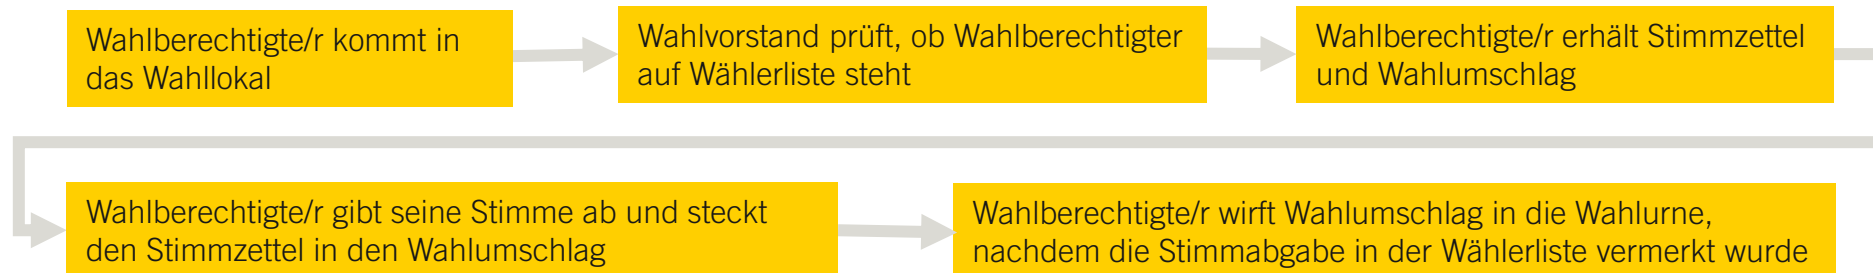 Wahlberechtigte/r kommt in
das Wahllokal
Wahlvorstand prüft, ob Wahlberechtigter
auf Wählerliste steht
Wahlberechtigte/r erhält Stimmzettel
und Wahlumschlag
Wahlberechtigte/r gibt seine Stimme ab und steckt
den Stimmzettel in den Wahlumschlag
Wahlberechtigte/r wirft Wahlumschlag in die Wahlurne,
nachdem die Stimmabgabe in der Wählerliste vermerkt wurde